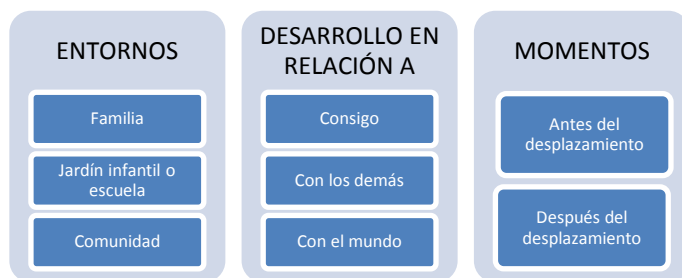 ENTORNOS
Familia
Jardín infantil o
escuela
Comunidad
DESARROLLO EN
RELACIÓN A
Consigo
Con los demás
Con el mundo
MOMENTOS
Antes del
desplazamiento
Después del
desplazamiento